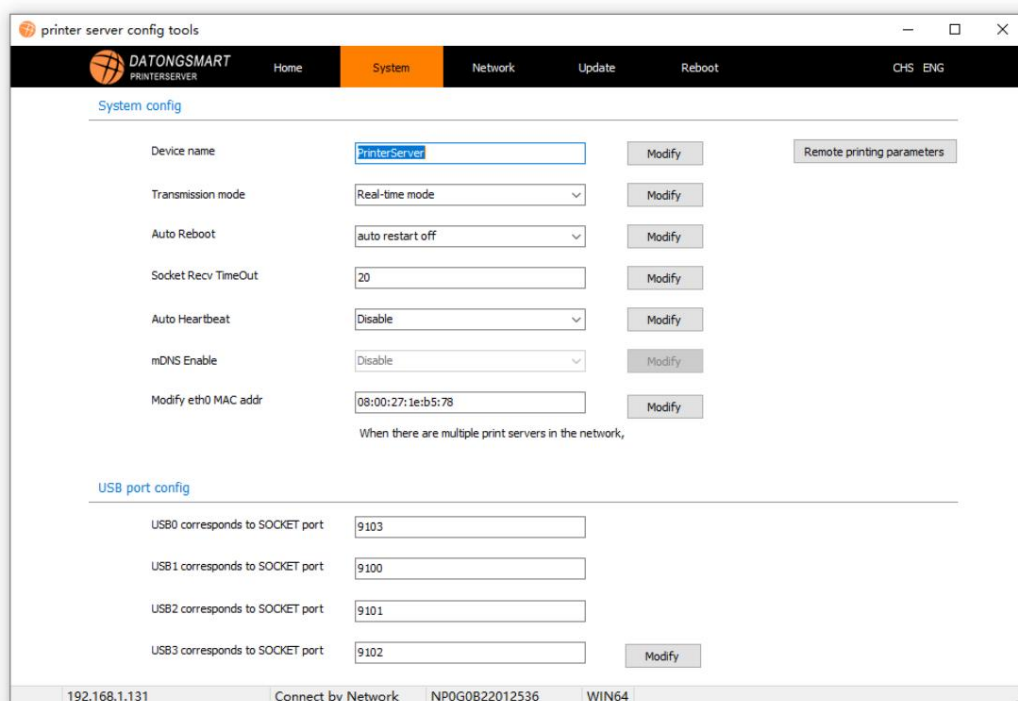 printer server config tools
DATONGSMART
PRINTERSERVER
Home System Network Update Reboot CHS ENG
System config
Device name PrinterServer Modify Remote printing parameters
Transmission mode Real-time mode Modify
Auto Reboot auto restart off Modify
Socket Recv TimeOut 20 Modify
Auto Heartbeat Disable Modify
mDNS Enable Disable Modify
Modify eth0 MAC addr 08:00:27:1e:b5:78 Modify
When there are multiple print servers in the network,
USB port config
USB0 corresponds to SOCKET port 9103
USB1 corresponds to SOCKET port 9100
USB2 corresponds to SOCKET port 9101
USB3 corresponds to SOCKET port 9102 Modify
192.168.1.131 Connect by Network NP0G0B22012536 WIN64